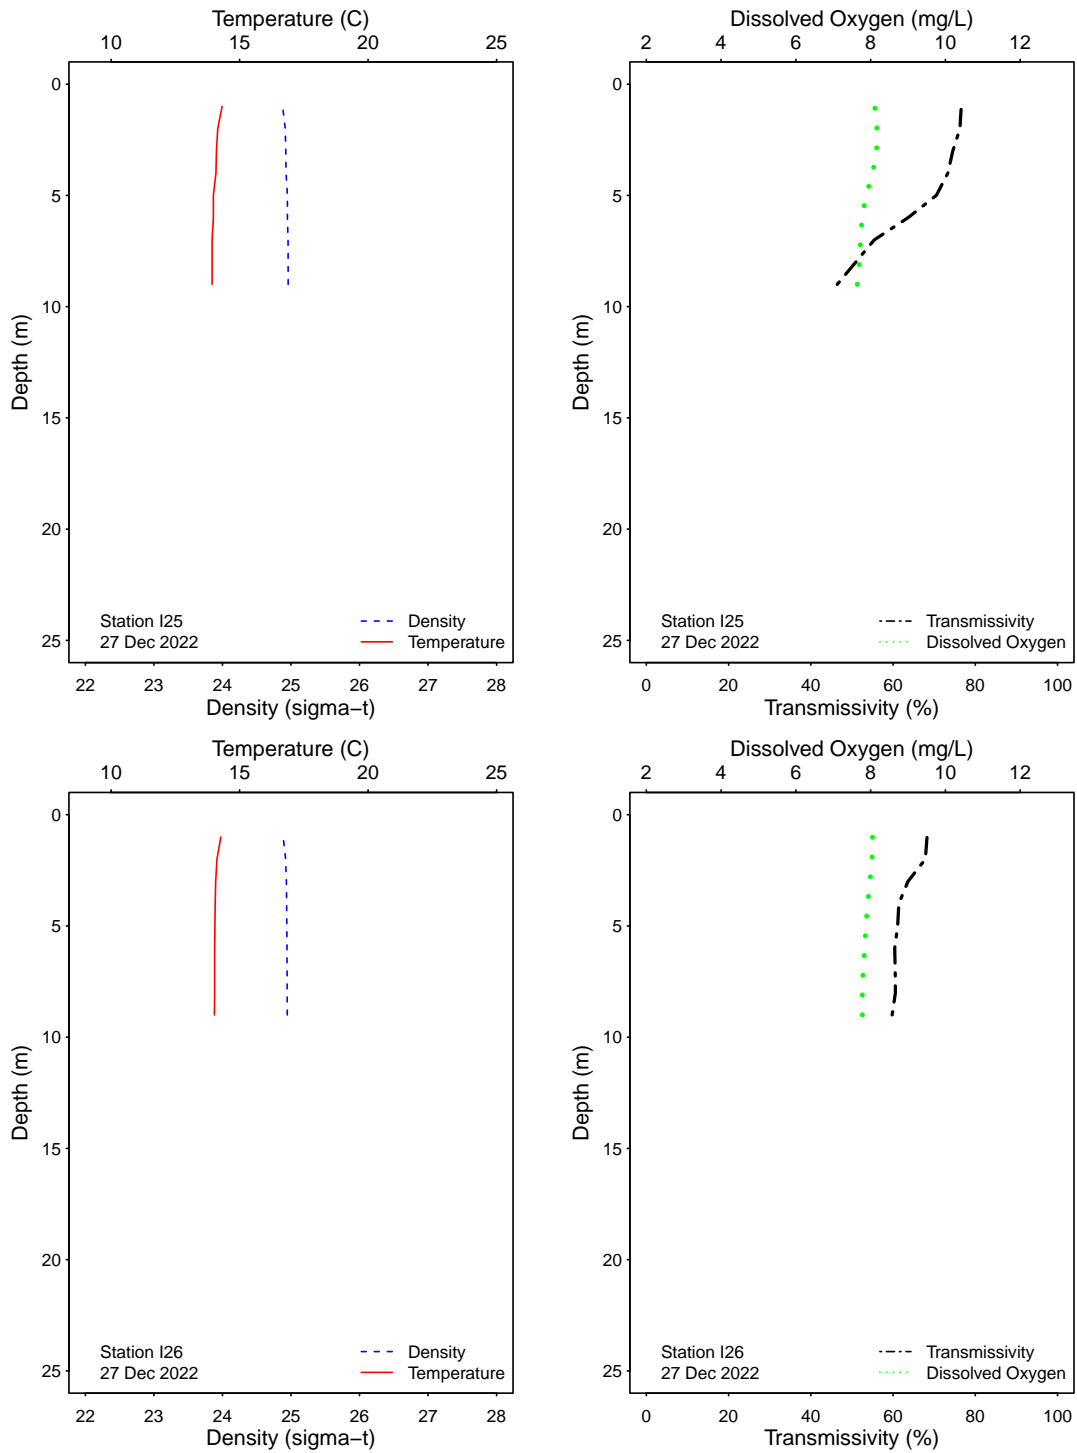 Temperature (C)
10 15 20 25
0
5
10
15
20
25
Depth (m)
Station I25
27 Dec 2022
Density
Temperature
22 23 24 25 26 27 28
Density (sigma−t)
Dissolved Oxygen (mg/L)
2 4 6 8 10 12
0
5
10
15
20
25
Depth (m)
Station I25
27 Dec 2022
Transmissivity
Dissolved Oxygen
0 20 40 60 80 100
Transmissivity (%)
Temperature (C)
10 15 20 25
0
5
10
15
20
25
Depth (m)
Station I26
27 Dec 2022
Density
Temperature
22 23 24 25 26 27 28
Density (sigma−t)
Dissolved Oxygen (mg/L)
2 4 6 8 10 12
0
5
10
15
20
25
Depth (m)
Station I26
27 Dec 2022
Transmissivity
Dissolved Oxygen
0 20 40 60 80 100
Transmissivity (%)